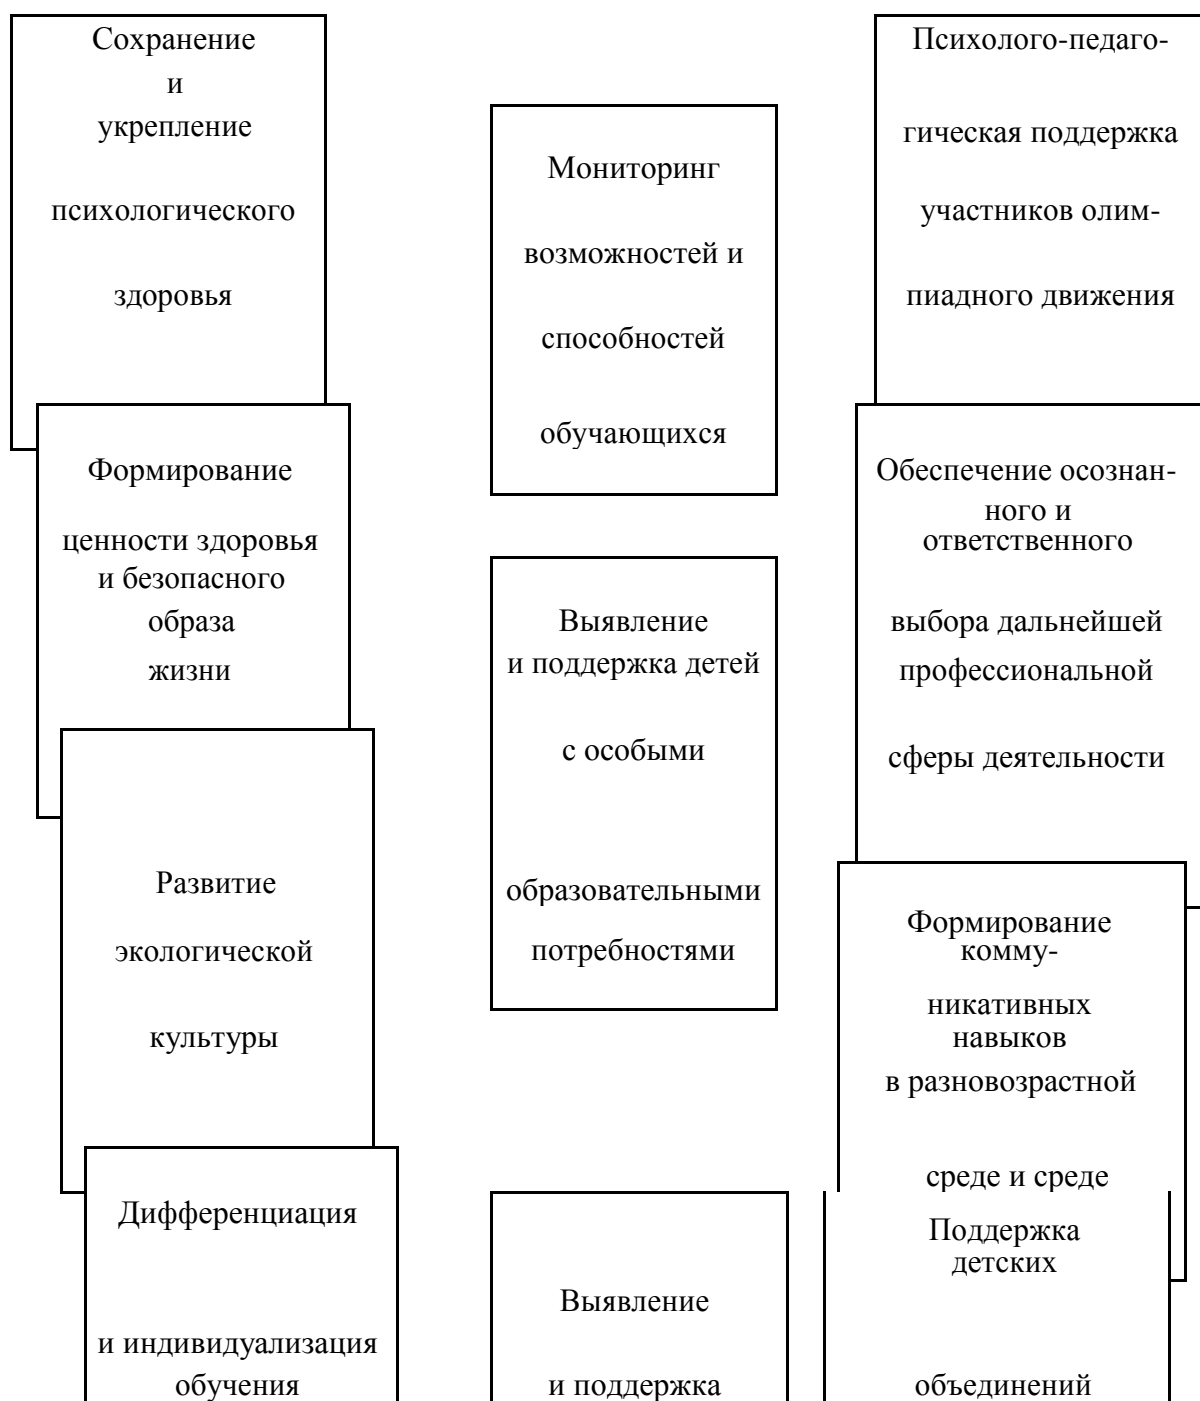 Сохранение
и
укрепление
психологического
здоровья
Формирование
ценности здоровья
и безопасного
образа
жизни
Развитие
экологической
культуры
Дифференциация
и индивидуализация
обучения
Мониторинг
возможностей и
способностей
обучающихся
Выявление
и поддержка детей
с особыми
образовательными
потребностями
Выявление
и поддержка
Психолого-педаго-
гическая поддержка
участников олим-
пиадного движения
Обеспечение осознан-
ного и
ответственного
выбора дальнейшей
профессиональной
сферы деятельности
Формирование
комму-
никативных
навыков
в разновозрастной
среде и среде
Поддержка
детских
объединений